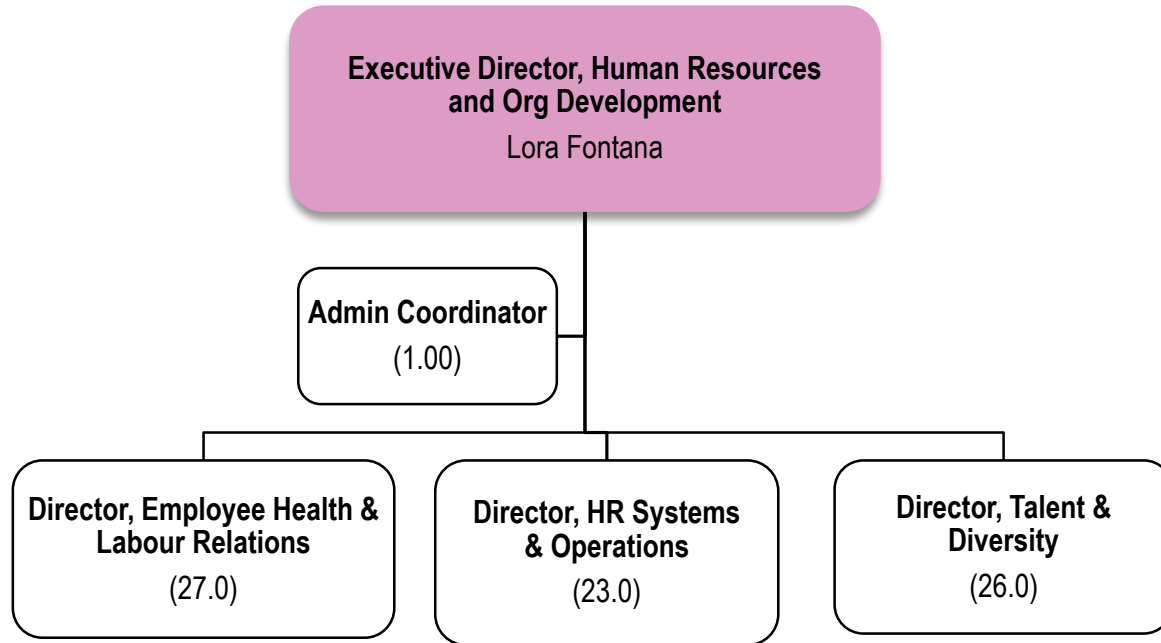 Executive Director, Human Resources
and Org Development
Lora Fontana
Admin Coordinator
(1.00)
Director, Employee Health &
Labour Relations
(27.0)
Director, HR Systems
& Operations
(23.0)
Director, Talent &
Diversity
(26.0)